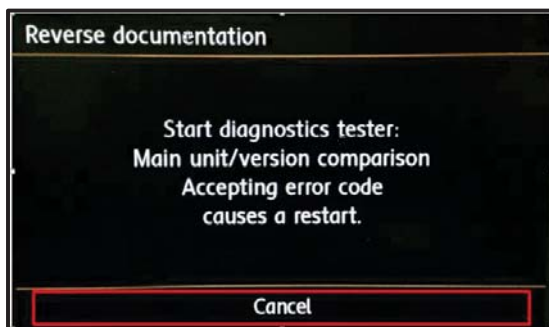 Reverse documentation
Start diagnostics tester:
Main unit/version comparison
Accepting error code
causes a restart.
Cancel